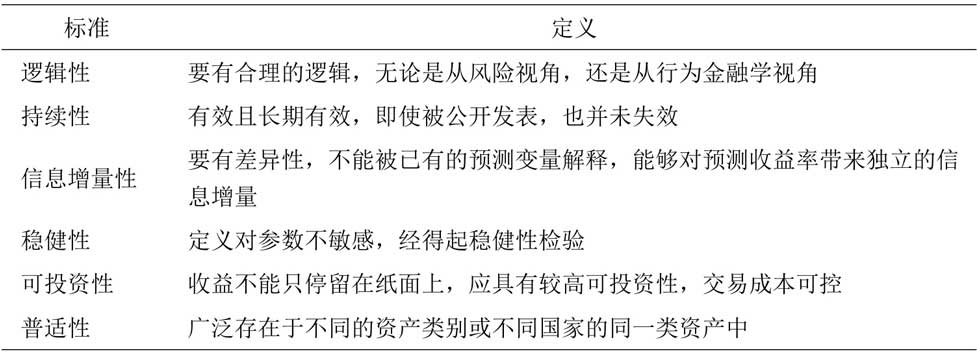 标准 定义
逻辑性 要有合理的逻辑，无论是从风险视角，还是从行为金融学视角
持续性 有效且长期有效，即使被公开发表，也并未失效
信息增量性 要有差异性，不能被已有的预测变量解释，能够对预测收益率带来独立的信
息增量
稳健性 定义对参数不敏感，经得起稳健性检验
可投资性 收益不能只停留在纸面上，应具有较高可投资性，交易成本可控
普适性 广泛存在于不同的资产类别或不同国家的同一类资产中